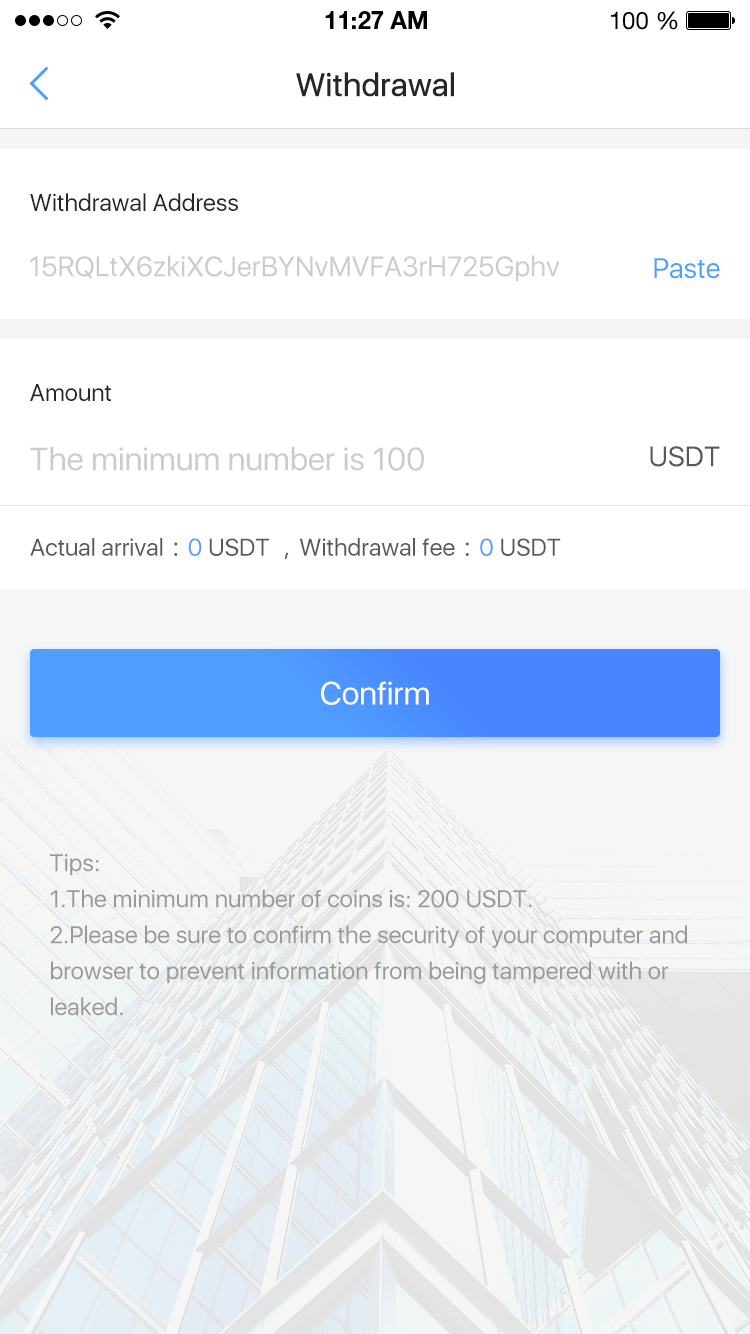 11:27 AM
100 %
Withdrawal
Withdrawal Address
15RQLtX6zkiXCJerBYNvMVFA3rH725Gphv
Paste
Amount
The minimum number is 100
USDT
Actual arrival：0 USDT ，Withdrawal fee：0 USDT
Confirm
Tips:
1.The minimum number of coins is: 200 USDT.
2.Please be sure to confirm the security of your computer and
browser to prevent information from being tampered with or
leaked.